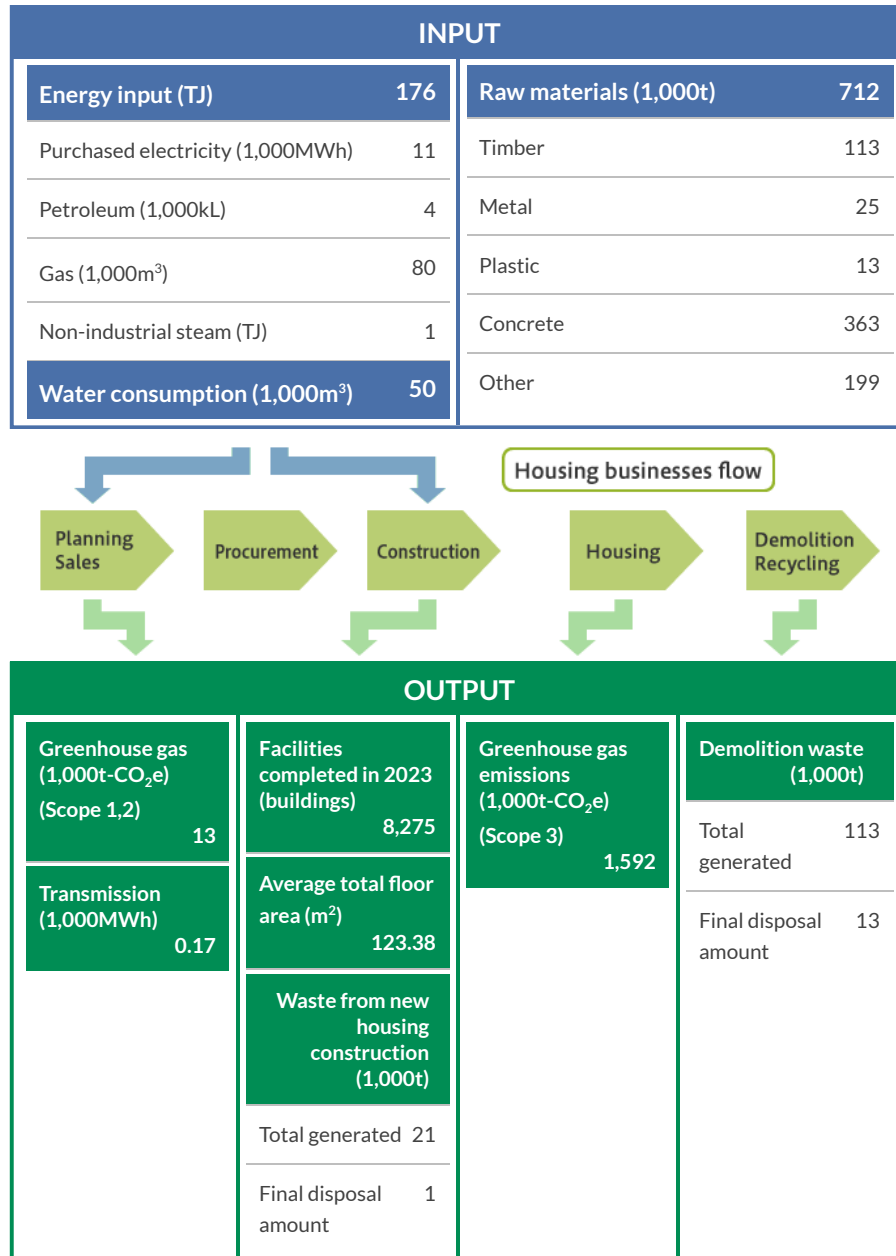 INPUT
Energy input (TJ) 176
Purchased electricity (1,000MWh) 11
Petroleum (1,000kL) 4
Gas (1,000m³) 80
Non-industrial steam (TJ) 1
Water consumption (1,000m³) 50
Raw materials (1,000t) 712
Timber 113
Metal 25
Plastic 13
Concrete 363
Other 199
Housing businesses flow
Planning
Sales
Procurement
Construction
Housing
Demolition
Recycling
OUTPUT
Greenhouse gas
(1,000t-CO₂e)
(Scope 1,2)
13
Transmission
(1,000MWh)
0.17
Facilities
completed in 2023
(buildings)
8,275
Average total floor
area (m²)
123.38
Waste from new
housing
construction
(1,000t)
Total generated 21
Final disposal 1
amount
Greenhouse gas
emissions
(1,000t-CO₂e)
(Scope 3)
1,592
Demolition waste
(1,000t)
Total 113
generated
Final disposal 13
amount